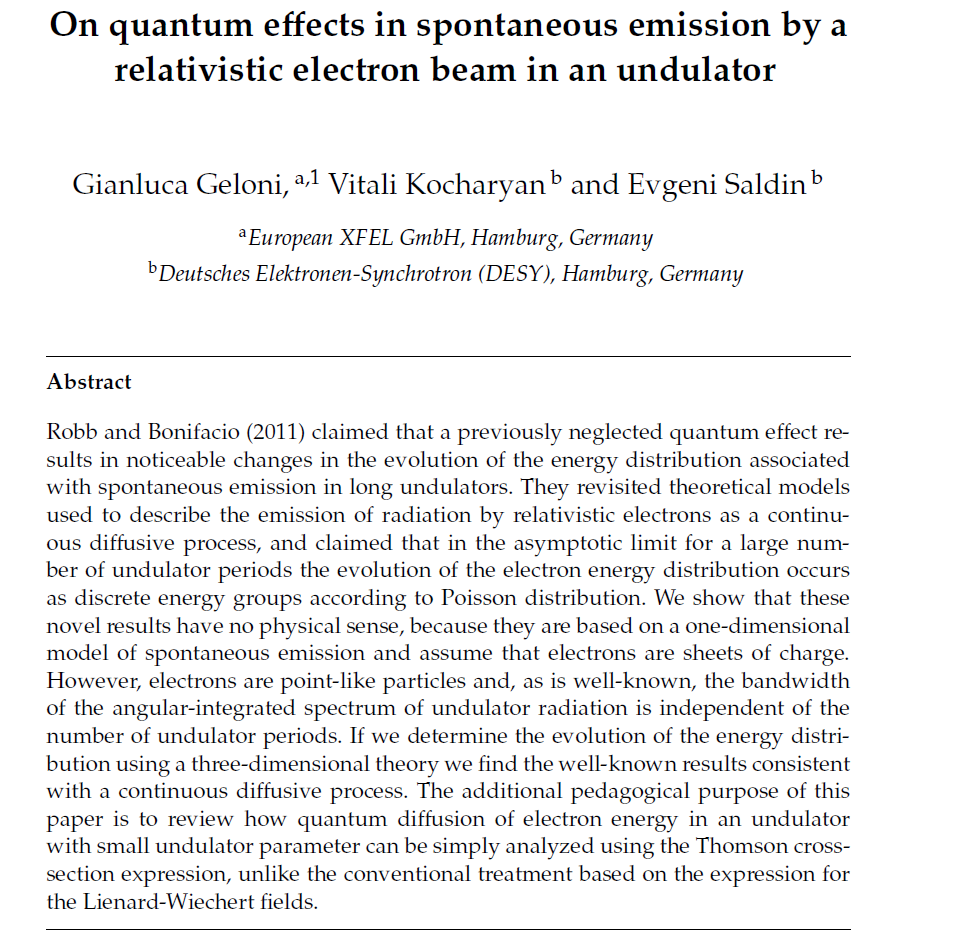 On quantum effects in spontaneous emission by a
relativistic electron beam in an undulator
Gianluca Geloni, a,1 Vitali Kocharyan b and Evgeni Saldin b
aEuropean XFEL GmbH, Hamburg, Germany
bDeutsches Elektronen-Synchrotron (DESY), Hamburg, Germany
Abstract
Robb and Bonifacio (2011) claimed that a previously neglected quantum effect re-
sults in noticeable changes in the evolution of the energy distribution associated
with spontaneous emission in long undulators. They revisited theoretical models
used to describe the emission of radiation by relativistic electrons as a continu-
ous diffusive process, and claimed that in the asymptotic limit for a large num-
ber of undulator periods the evolution of the electron energy distribution occurs
as discrete energy groups according to Poisson distribution. We show that these
novel results have no physical sense, because they are based on a one-dimensional
model of spontaneous emission and assume that electrons are sheets of charge.
However, electrons are point-like particles and, as is well-known, the bandwidth
of the angular-integrated spectrum of undulator radiation is independent of the
number of undulator periods. If we determine the evolution of the energy distri-
bution using a three-dimensional theory we find the well-known results consistent
with a continuous diffusive process. The additional pedagogical purpose of this
paper is to review how quantum diffusion of electron energy in an undulator
with small undulator parameter can be simply analyzed using the Thomson cross-
section expression, unlike the conventional treatment based on the expression for
the Lienard-Wiechert fields.